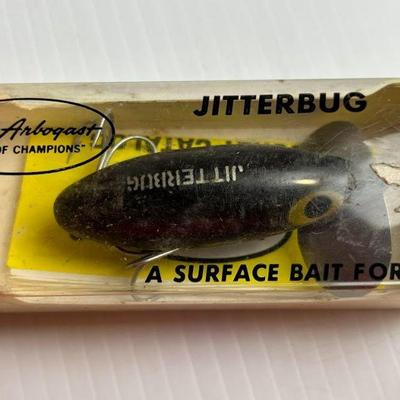 JITTERBUG
Arbogast
OF CHAMPIONS"
JITTERBUG
A SURFACE BAIT FOR